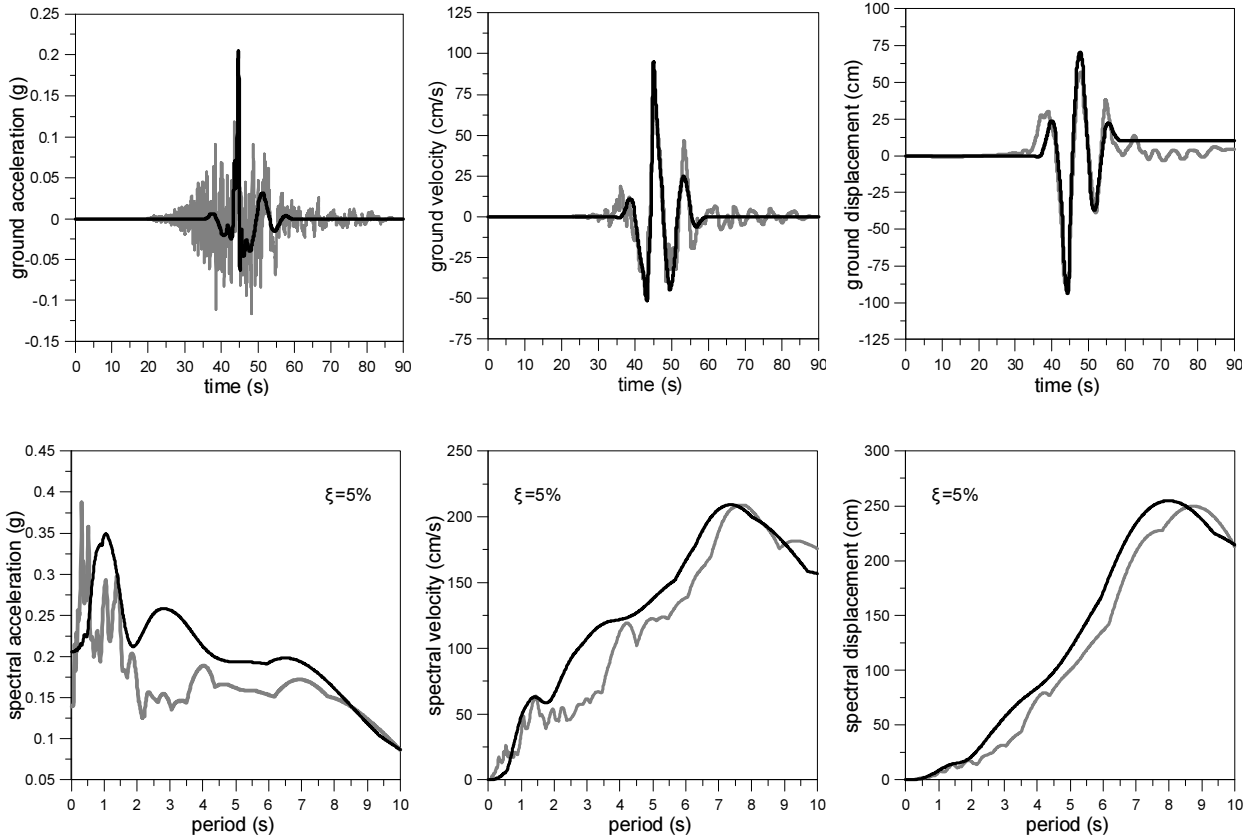 0.25
0.2
0.15
0.1
0.05
0
-0.05
-0.1
-0.15
ground acceleration (g)
0 10 20 30 40 50 60 70 80 90
time (s)
125
100
75
50
25
0
-25
-50
-75
ground velocity (cm/s)
0 10 20 30 40 50 60 70 80 90
time (s)
100
75
50
25
0
-25
-50
-75
-100
-125
ground displacement (cm)
0 10 20 30 40 50 60 70 80 90
time (s)
0.45
0.4
0.35
0.3
0.25
0.2
0.15
0.1
0.05
spectral acceleration (g)
ξ=5%
0 1 2 3 4 5 6 7 8 9 10
period (s)
250
200
150
100
50
0
spectral velocity (cm/s)
ξ=5%
0 1 2 3 4 5 6 7 8 9 10
period (s)
300
250
200
150
100
50
0
spectral displacement (cm)
ξ=5%
0 1 2 3 4 5 6 7 8 9 10
period (s)